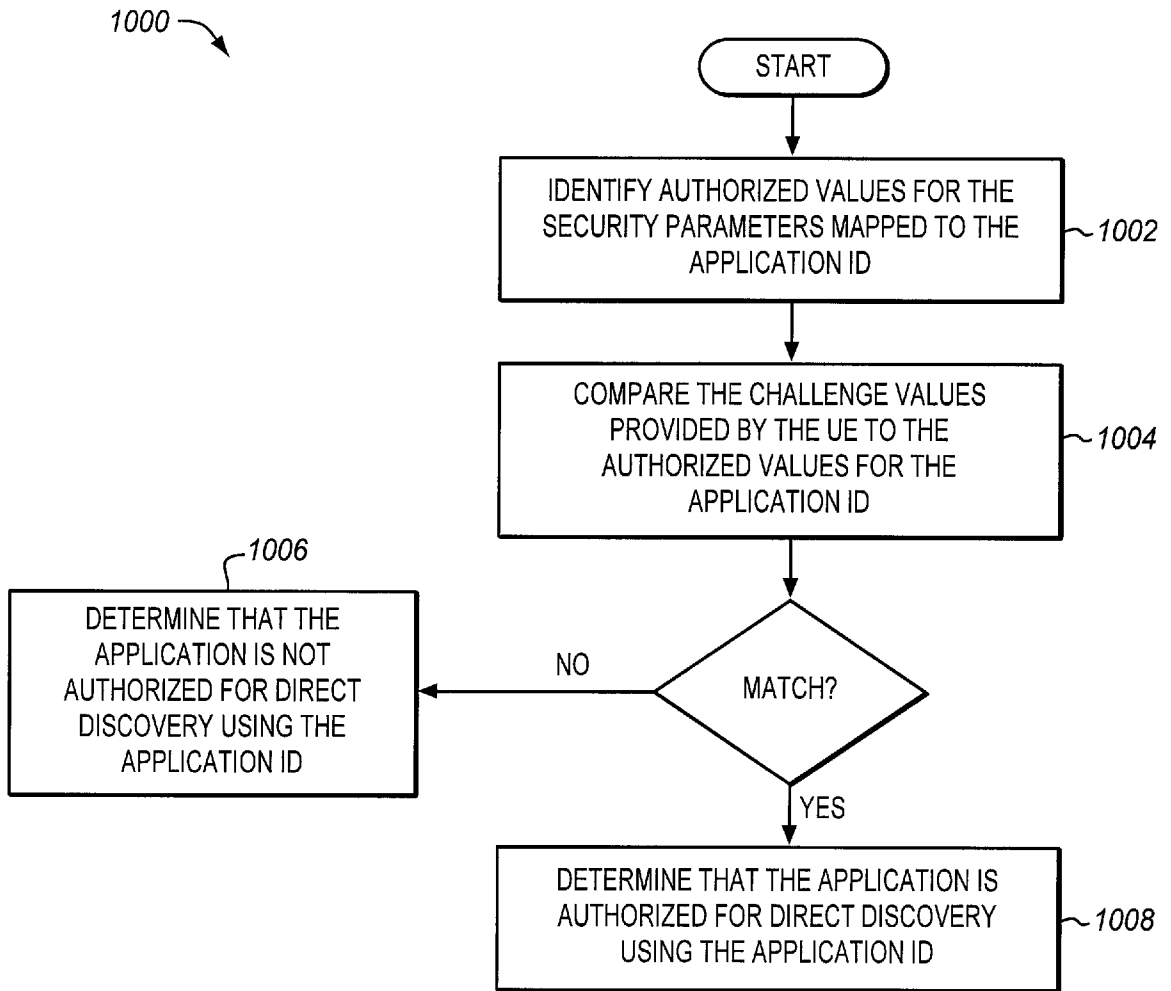 1000
START
IDENTIFY AUTHORIZED VALUES FOR THE
SECURITY PARAMETERS MAPPED TO THE
APPLICATION ID
1002
COMPARE THE CHALLENGE VALUES
PROVIDED BY THE UE TO THE
AUTHORIZED VALUES FOR THE
APPLICATION ID
1004
1006
DETERMINE THAT THE
APPLICATION IS NOT
AUTHORIZED FOR DIRECT
DISCOVERY USING THE
APPLICATION ID
NO
MATCH?
YES
DETERMINE THAT THE APPLICATION IS
AUTHORIZED FOR DIRECT DISCOVERY
USING THE APPLICATION ID
1008